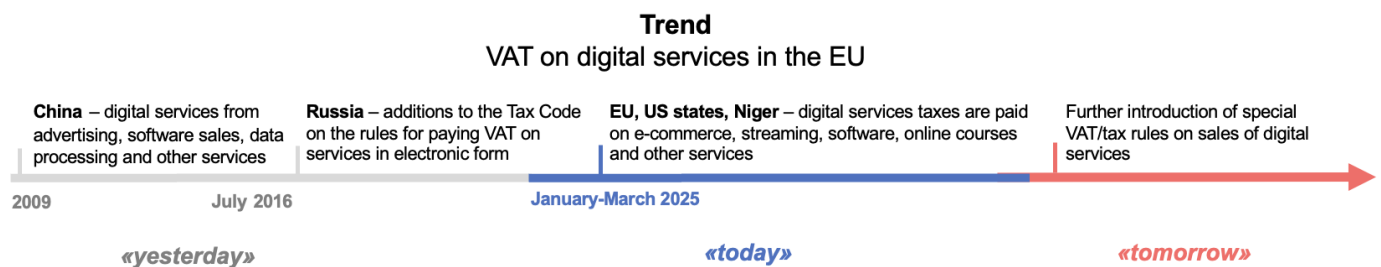 Trend
VAT on digital services in the EU
China – digital services from
advertising, software sales, data
processing and other services
Russia – additions to the Tax Code
on the rules for paying VAT on
services in electronic form
EU, US states, Niger – digital services taxes are paid
on e-commerce, streaming, software, online courses
and other services
Further introduction of special
VAT/tax rules on sales of digital
services
2009
July 2016
January-March 2025
«yesterday»
«today»
«tomorrow»